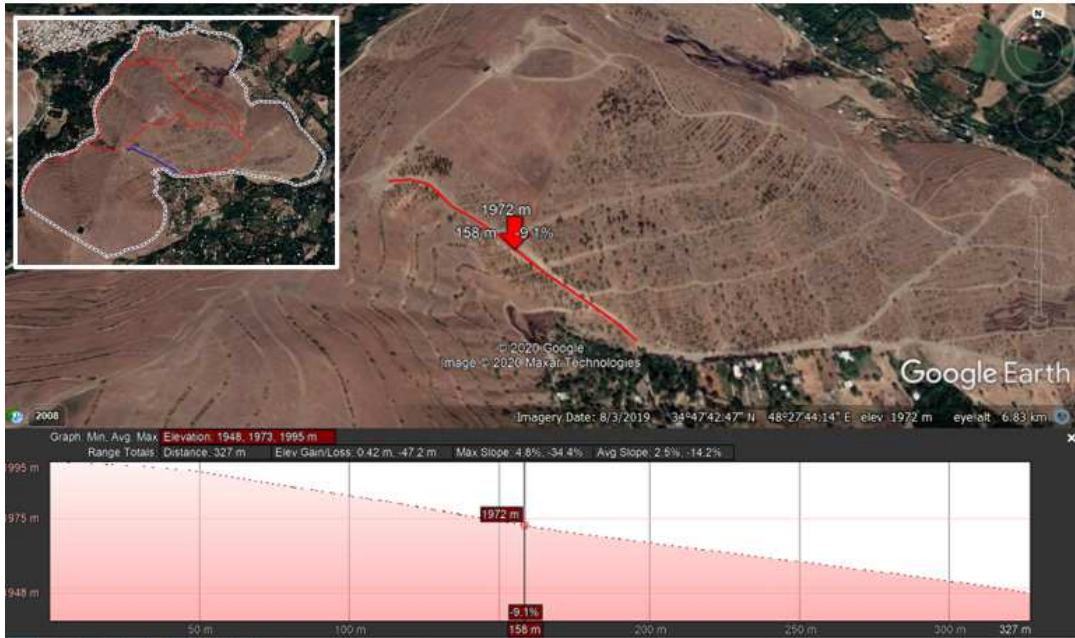 N
1972 m
158 m -9.1%
© 2020 Google
Image © 2020 Maxar Technologies
Google Earth
2008
Imagery Date: 8/3/2019 34°47'42.47" N 48°27'44.14" E elev 1972 m eye alt 6.83 km
Graph: Min, Avg, Max Elevation: 1948, 1973, 1995 m
Range Totals: Distance: 327 m Elev Gain/Loss: 0.42 m, -47.2 m Max Slope: 4.8%, -34.4% Avg Slope: 2.5%, -14.2%
1995 m
1975 m
1972 m
1948 m
-9.1%
50 m 100 m 158 m 200 m 250 m 300 m 327 m